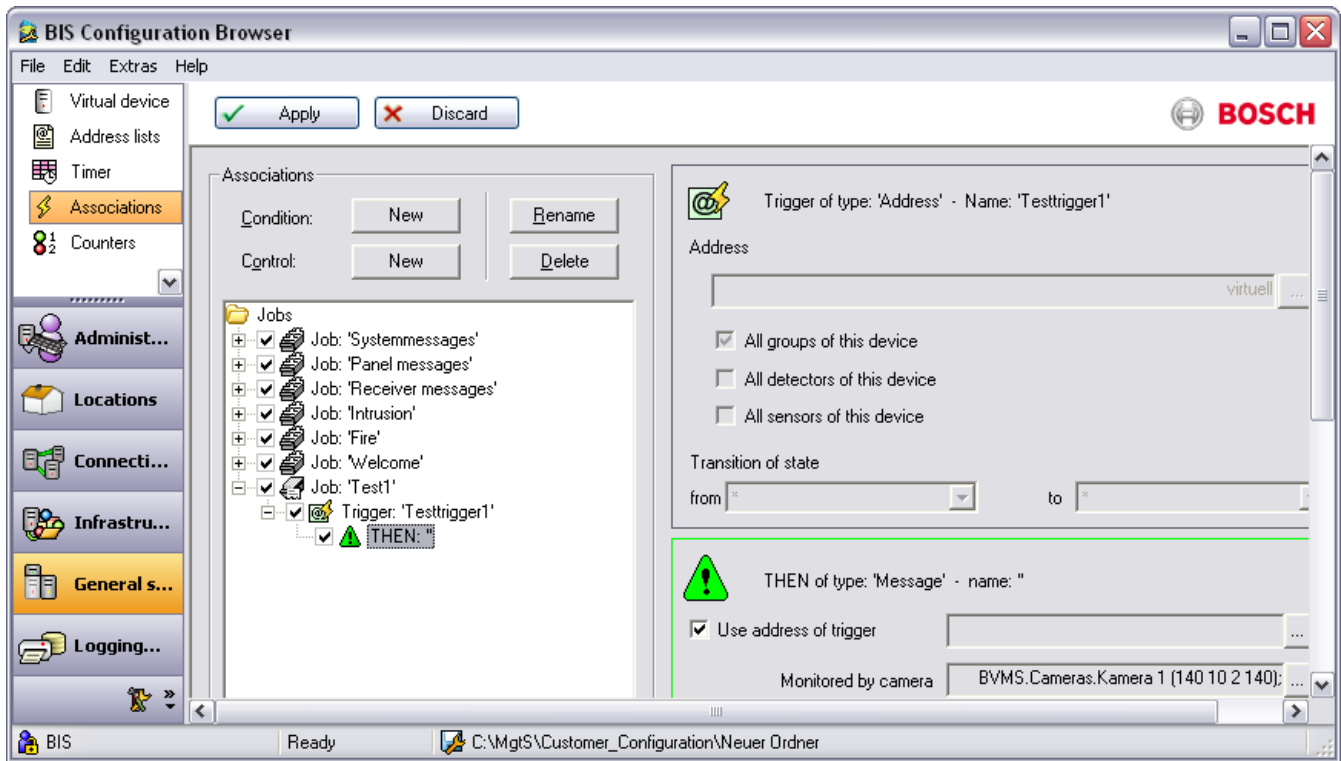 BIS Configuration Browser
File Edit Extras Help
Virtual device
Address lists
Timer
Associations
Counters
Administ...
Locations
Connecti...
Infrastru...
General s...
Logging...
Apply
Discard
BOSCH
Associations
Condition: New Rename
Control: New Delete
Jobs
Job: 'Systemmessages'
Job: 'Panel messages'
Job: 'Receiver messages'
Job: 'Intrusion'
Job: 'Fire'
Job: 'Welcome'
Job: 'Test1'
Trigger: 'Testtrigger1'
THEN: ''
Trigger of type: 'Address' - Name: 'Testtrigger1'
Address
virtuell ...
All groups of this device
All detectors of this device
All sensors of this device
Transition of state
from * to *
THEN of type: 'Message' - name: ''
Use address of trigger ...
Monitored by camera BVMS.Cameras.Kamera 1 (140 10 2 140); ...
BIS Ready C:\MgtS\Customer_Configuration\Neuer Ordner